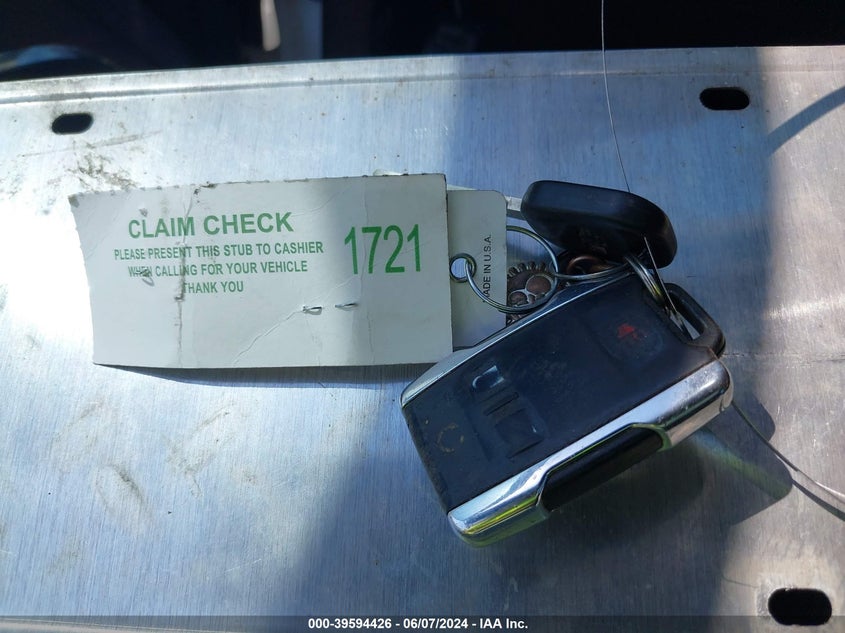 CLAIM CHECK
PLEASE PRESENT THIS STUB TO CASHIER
WHEN CALLING FOR YOUR VEHICLE
THANK YOU
1721
MADE IN U.S.A.
000-39594426 - 06/07/2024 - IAA Inc.